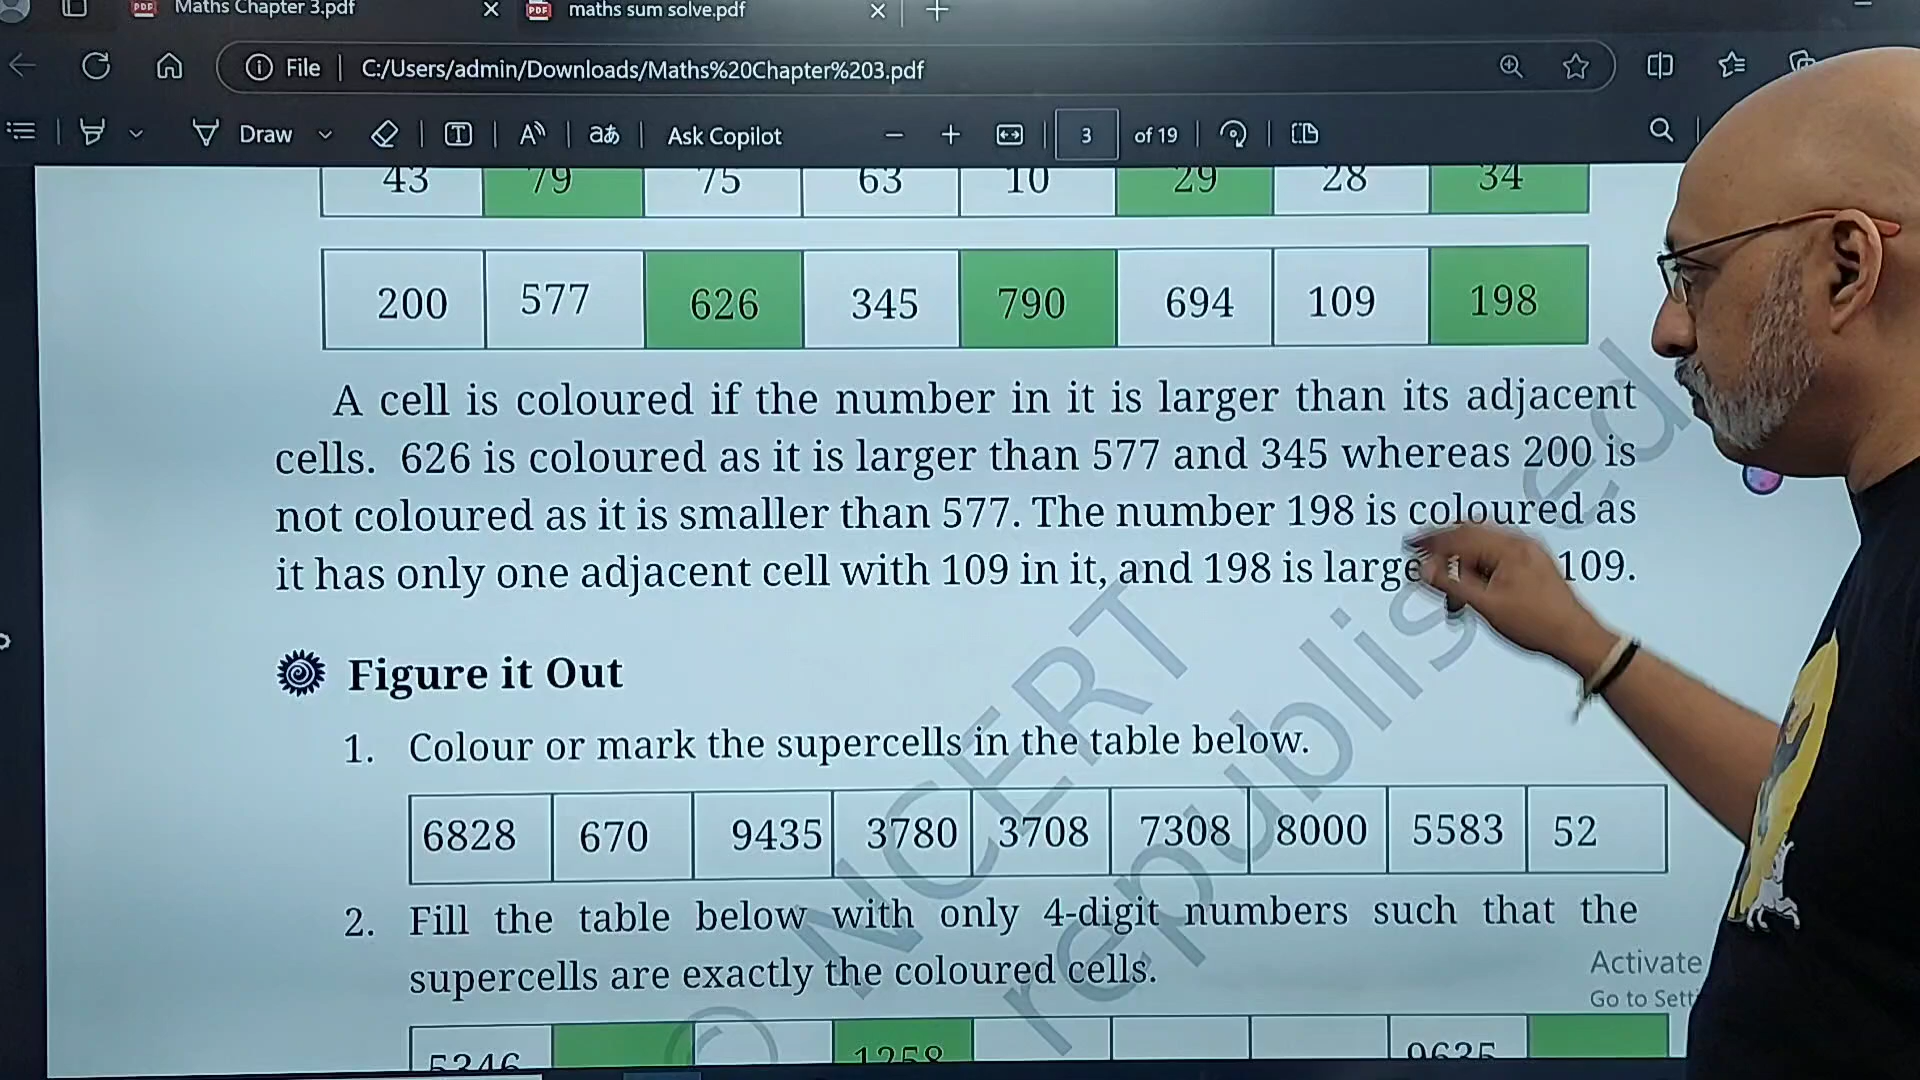 Maths Chapter 3.pdf
maths sum solve.pdf
File
C:/Users/admin/Downloads/Maths%20Chapter%203.pdf
Draw
Ask Copilot
3 of 19
43 79 75 63 10 29 28 34
200 577 626 345 790 694 109 198
A cell is coloured if the number in it is larger than its adjacent
cells. 626 is coloured as it is larger than 577 and 345 whereas 200 is
not coloured as it is smaller than 577. The number 198 is coloured as
it has only one adjacent cell with 109 in it, and 198 is large 109.
Figure it Out
1. Colour or mark the supercells in the table below.
6828 670 9435 3780 3708 7308 8000 5583 52
2. Fill the table below with only 4-digit numbers such that the
supercells are exactly the coloured cells.
5346 1258 9635
Activate
Go to Setti
© NCERT
republished